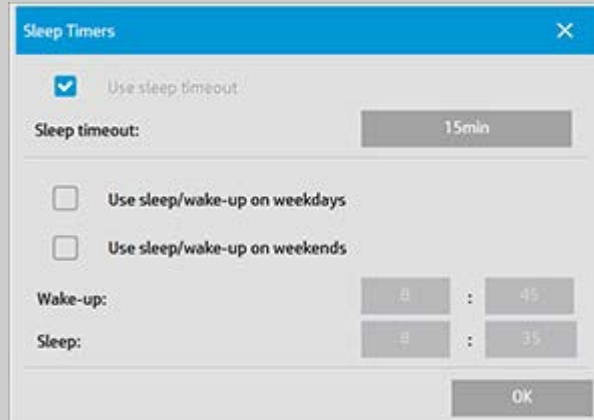 Sleep Timers
Use sleep timeout
Sleep timeout: 15min
Use sleep/wake-up on weekdays
Use sleep/wake-up on weekends
Wake-up: 8 : 45
Sleep: 8 : 35
OK